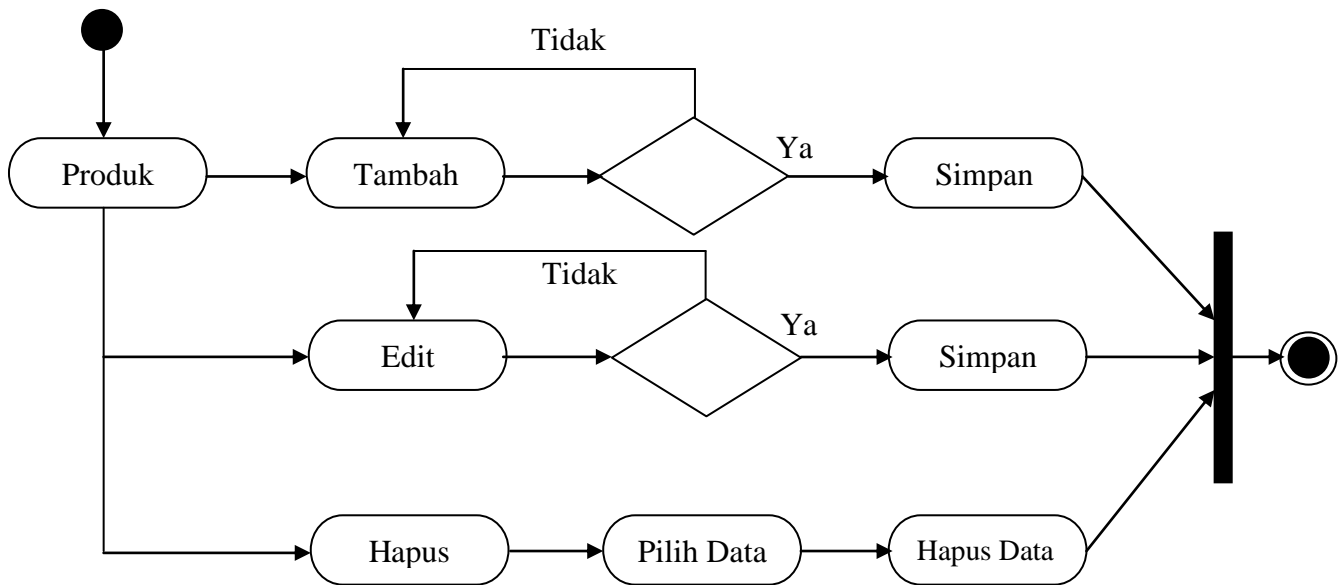 Tidak
Produk
Tambah
Ya
Simpan
Tidak
Edit
Ya
Simpan
Hapus
Pilih Data
Hapus Data